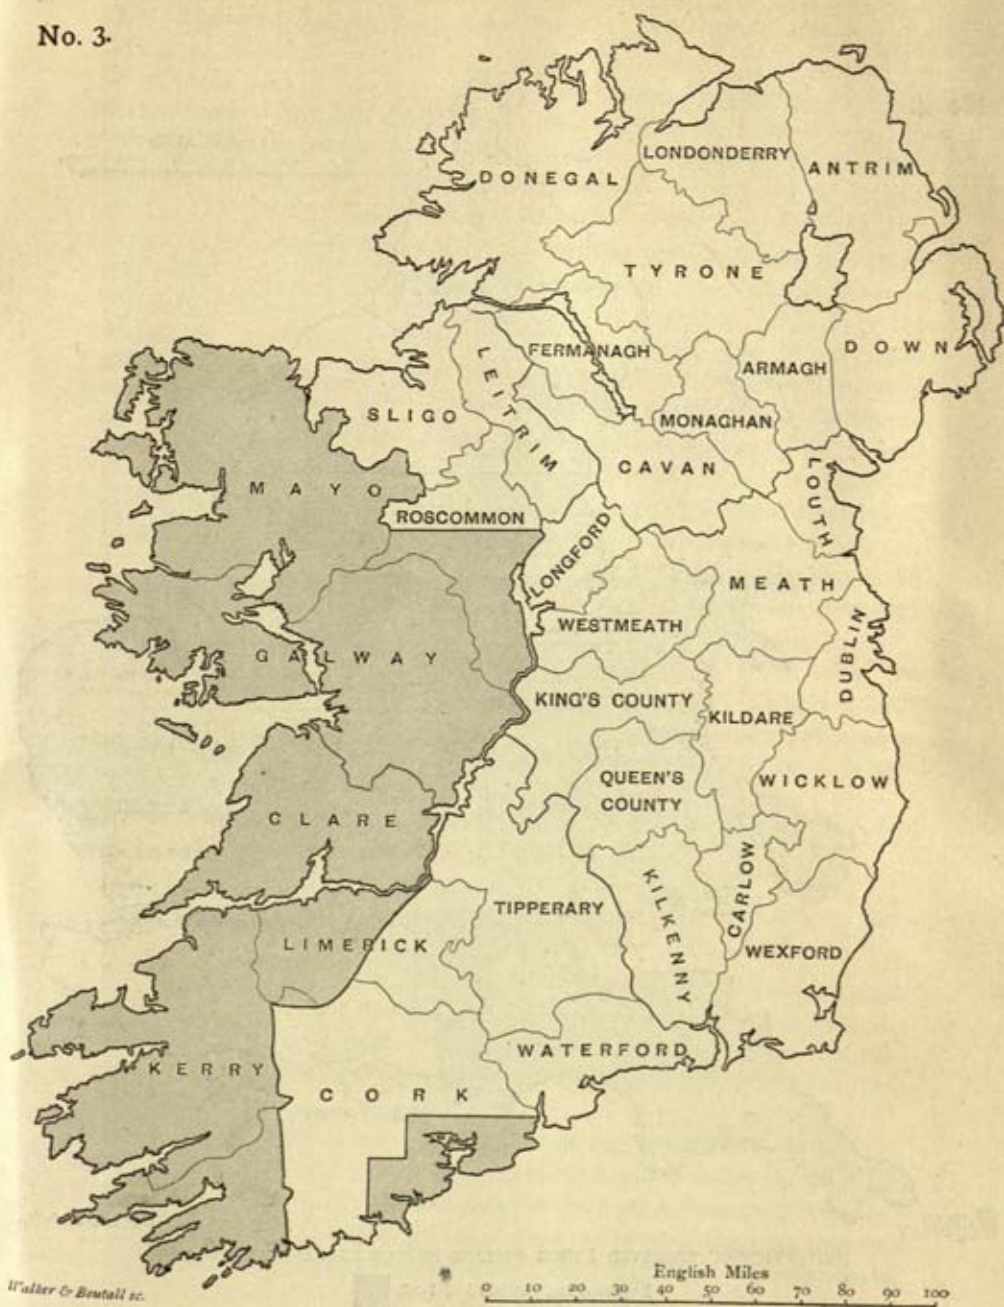 No. 3.
LONDONDERRY
ANTRIM
DONEGAL
TYRONE
FERMANAGH
DOWN
ARMAGH
LEITRIM
SLIGO
MONAGHAN
CAVAN
LOUTH
MAYO
ROSCOMMON
LONGFORD
MEATH
WESTMEATH
DUBLIN
GALWAY
KING'S COUNTY
KILDARE
QUEEN'S
COUNTY
WICKLOW
CLARE
CARLOW
KILKENNY
TIPPERARY
LIMERICK
WEXFORD
WATERFORD
KERRY
CORK
English Miles
0 10 20 30 40 50 60 70 80 90 100
Walker & Boutall sc.